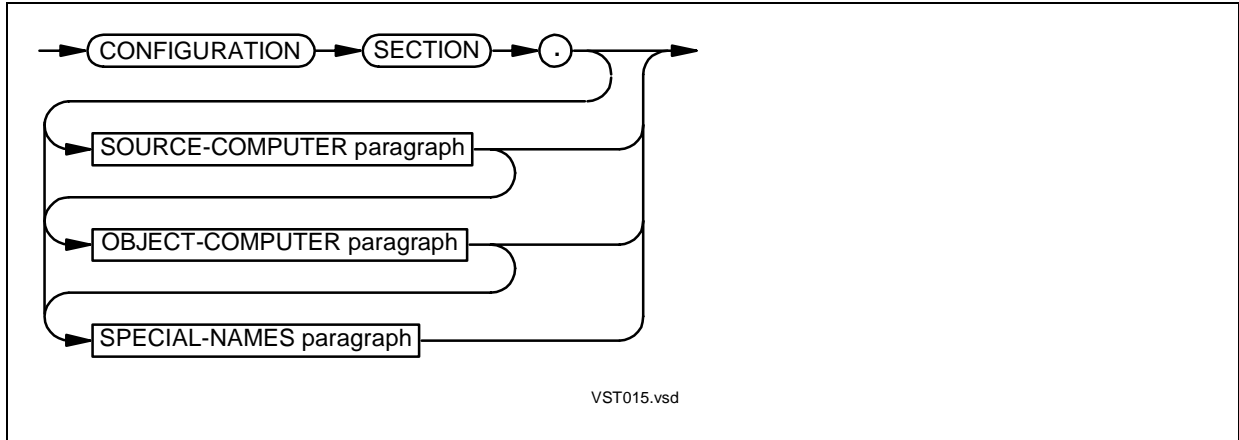 CONFIGURATION SECTION .
SOURCE-COMPUTER paragraph
OBJECT-COMPUTER paragraph
SPECIAL-NAMES paragraph
VST015.vsd